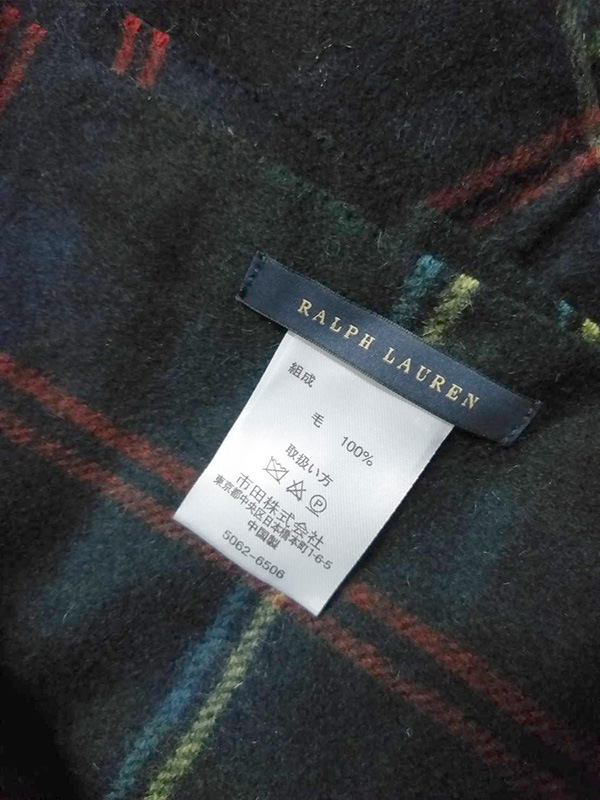 RALPH LAUREN
組成
毛 100%
取扱い方
P
市田株式会社
東京都中央区日本橋本町1-6-5
中国製
5062-6506